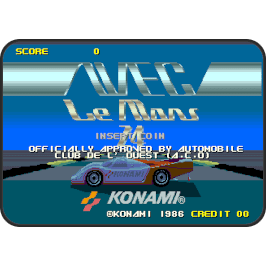 SCORE 0
AVEC
Le Mans
24
INSERT COIN
OFFICIALLY APPROVED BY AUTOMOBILE
CLUB DE L'OUEST (A.C.O)
KONAMI®
©KONAMI 1986 CREDIT 00